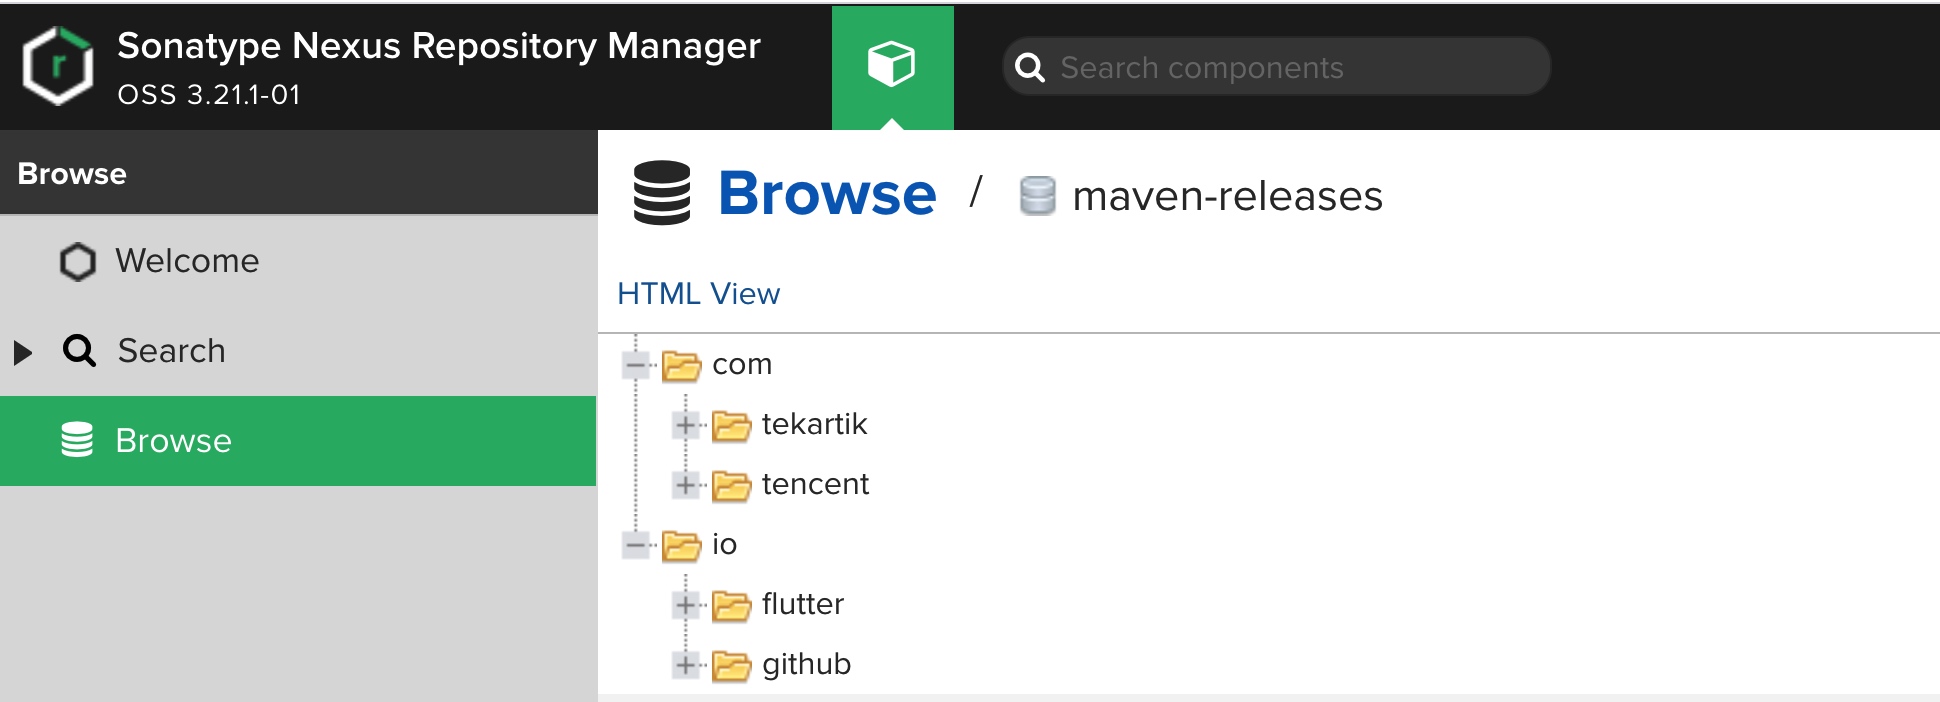 Sonatype Nexus Repository Manager
OSS 3.21.1-01
Search components
Browse
Welcome
Search
Browse
Browse / maven-releases
HTML View
com
tekartik
tencent
io
flutter
github